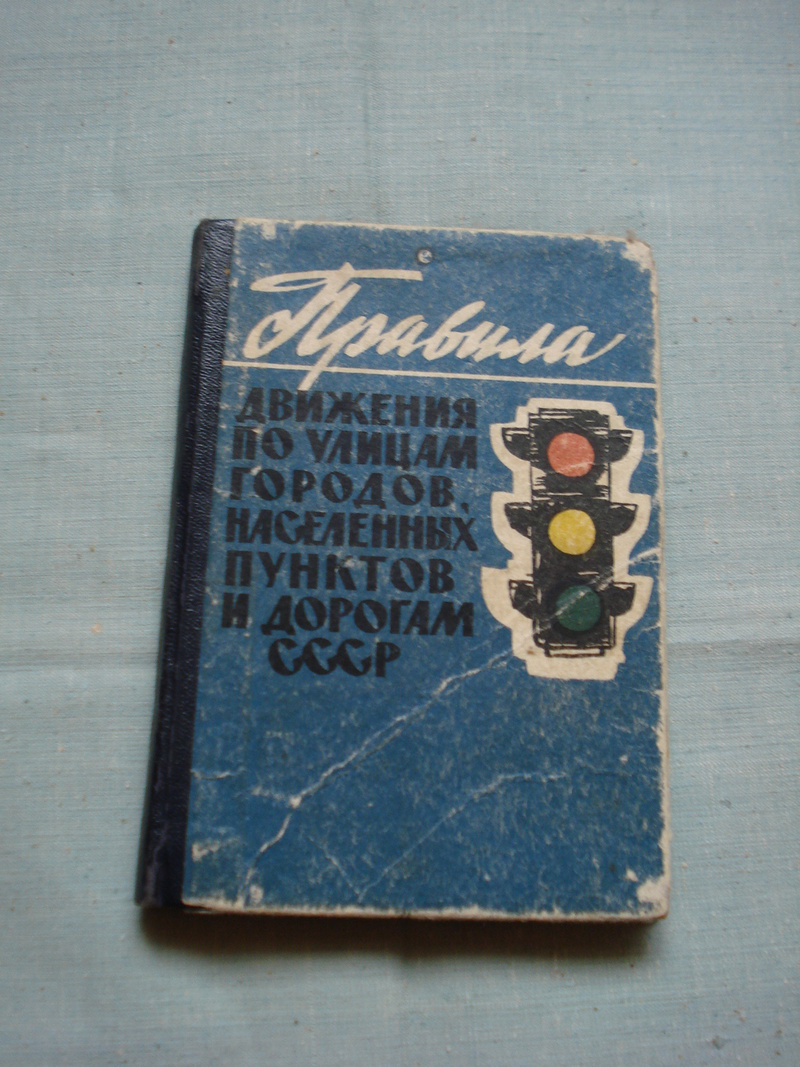 Правила
ДВИЖЕНИЯ
ПО УЛИЦАМ
ГОРОДОВ,
НАСЕЛЕННЫХ
ПУНКТОВ
И ДОРОГАМ
СССР